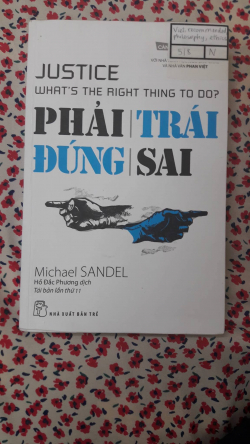 JUSTICE
WHAT'S THE RIGHT THING TO DO?
PHẢI TRÁI
ĐÚNG SAI
Michael SANDEL
Hồ Đắc Phương dịch
Tái bản lần thứ 11
NHÀ XUẤT BẢN TRẺ